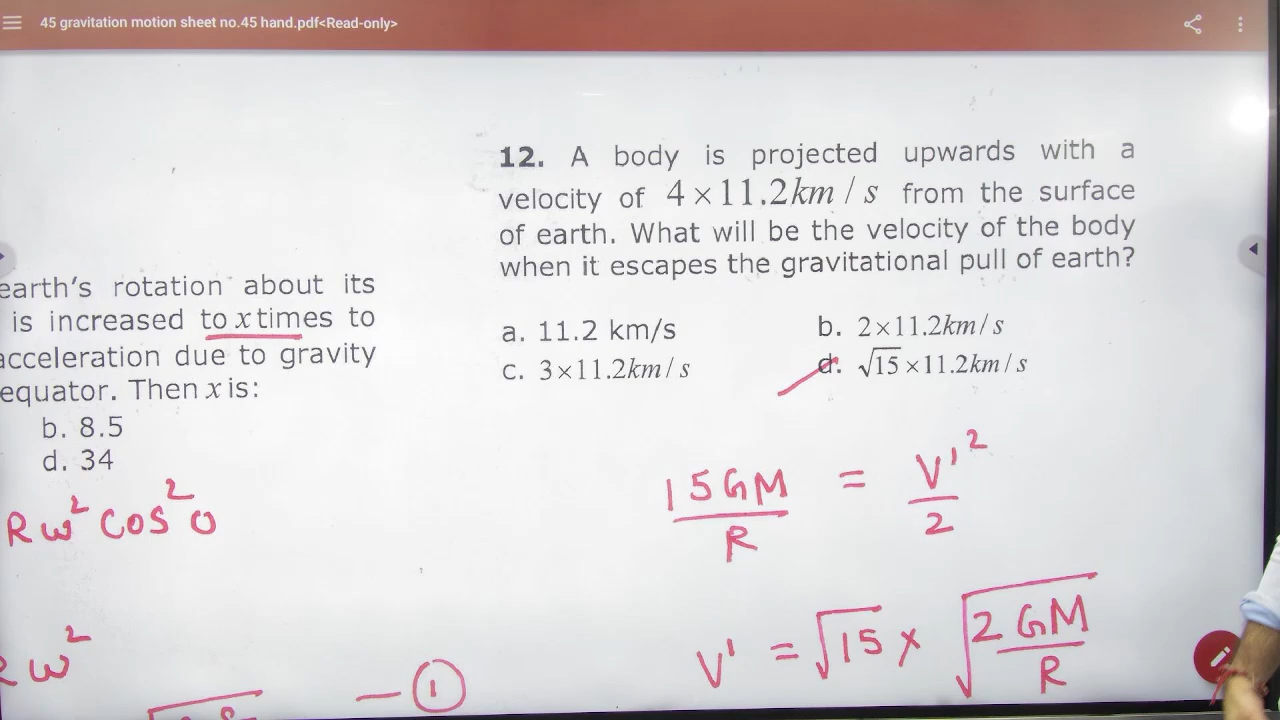 45 gravitation motion sheet no.45 hand.pdf<Read-only>
earth's rotation about its
is increased to x times to
acceleration due to gravity
equator. Then x is:
b. 8.5
d. 34
Rω² Cos² 0
Rω²
— ①
12. A body is projected upwards with a
velocity of 4×11.2km / s from the surface
of earth. What will be the velocity of the body
when it escapes the gravitational pull of earth?
a. 11.2 km/s b. 2×11.2km / s
c. 3×11.2km / s d. √15 ×11.2km / s
15GM/R = V'²/2
V' = √15 × √(2GM/R)